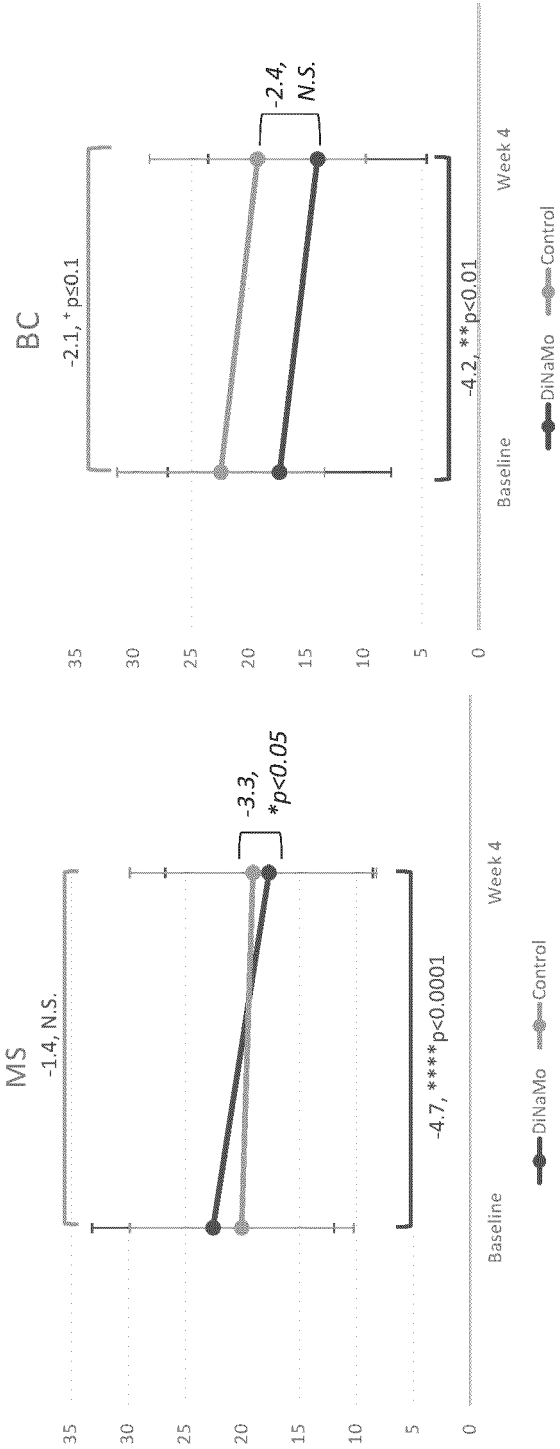 MS
-1.4, N.S.
35
30
25
20
15
10
5
0
-3.3,
*p<0.05
-4.7, ****p<0.0001
Baseline
Week 4
DiNaMo
Control
BC
-2.1, ⁺p≤0.1
35
30
25
20
15
10
5
0
-2.4,
N.S.
-4.2, **p<0.01
Baseline
Week 4
DiNaMo
Control